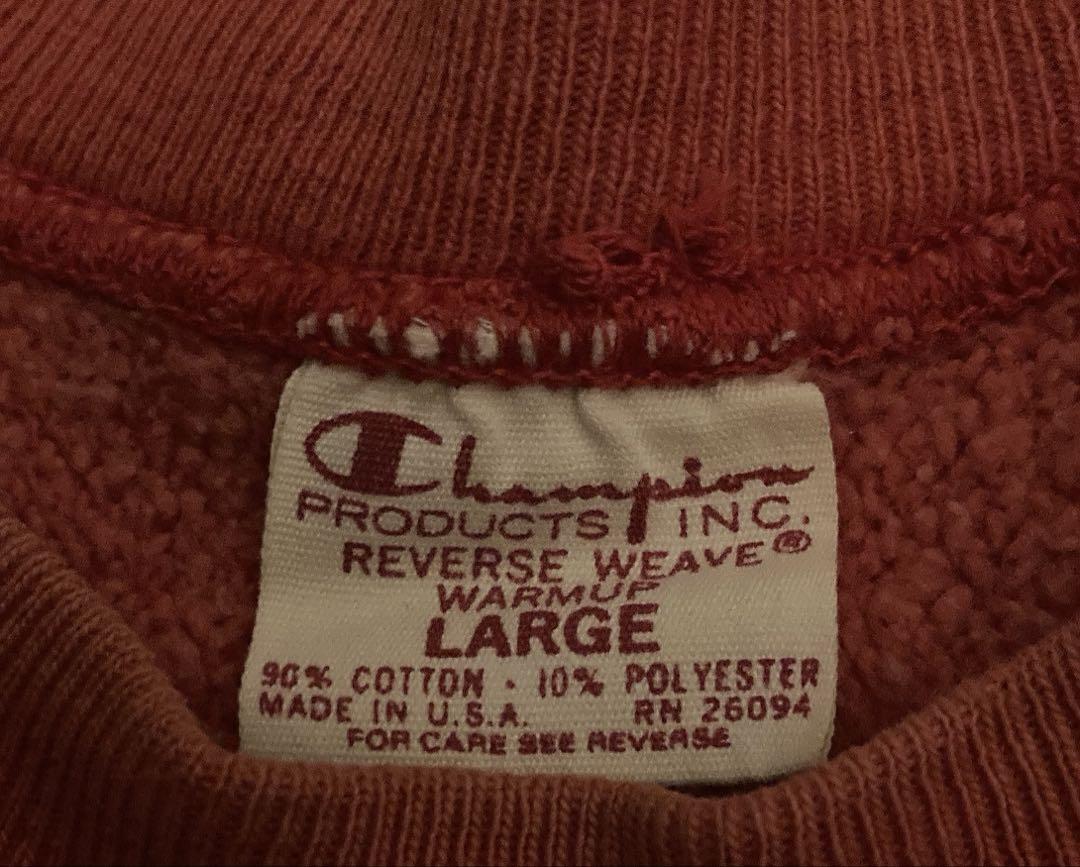 Champion
PRODUCTS INC.
REVERSE WEAVE®
WARMUP
LARGE
90% COTTON · 10% POLYESTER
MADE IN U.S.A. RN 26094
FOR CARE SEE REVERSE